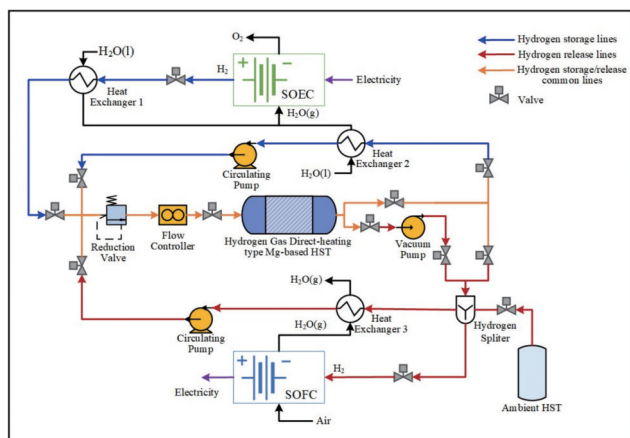 Hydrogen storage lines
Hydrogen release lines
Hydrogen storage/release
common lines
Valve
H2O(l)
O2
H2
Heat
Exchanger 1
+ −
SOEC
Electricity
H2O(g)
Circulating
Pump
H2O(l)
Heat
Exchanger 2
Reduction
Valve
Flow
Controller
Hydrogen Gas Direct-heating
type Mg-based HST
Vacuum
Pump
H2O(g)
H2O(g)
Heat
Exchanger 3
Circulating
Pump
Hydrogen
Spliter
Ambient HST
Electricity
+ −
SOFC
H2
Air